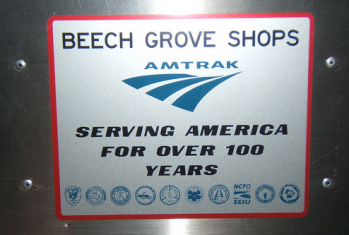 BEECH GROVE SHOPS
AMTRAK
SERVING AMERICA
FOR OVER 100
YEARS
NCFO
SEIU